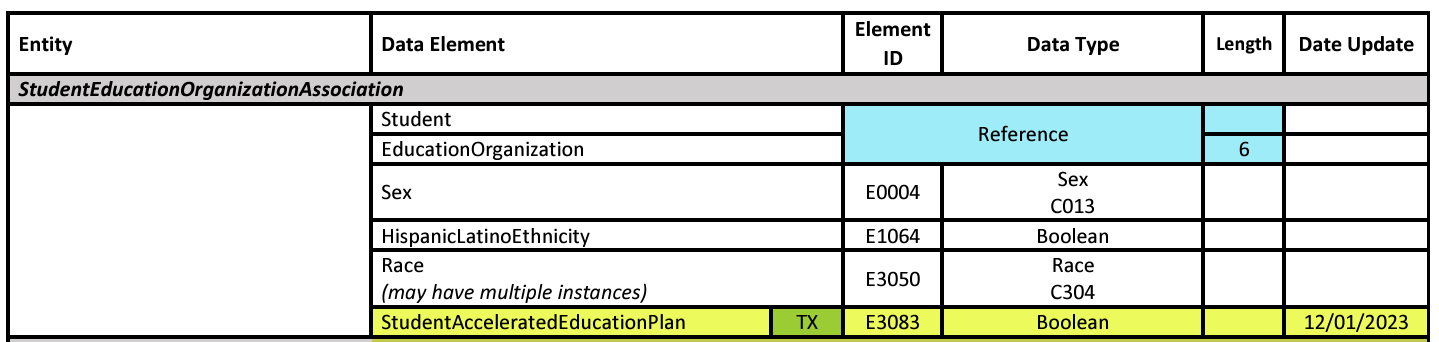 Entity Data Element Element ID Data Type Length Date Update
StudentEducationOrganizationAssociation
Student
Reference
EducationOrganization 6
Sex E0004 Sex
C013
HispanicLatinoEthnicity E1064 Boolean
Race E3050 Race
(may have multiple instances) C304
StudentAcceleratedEducationPlan TX E3083 Boolean 12/01/2023